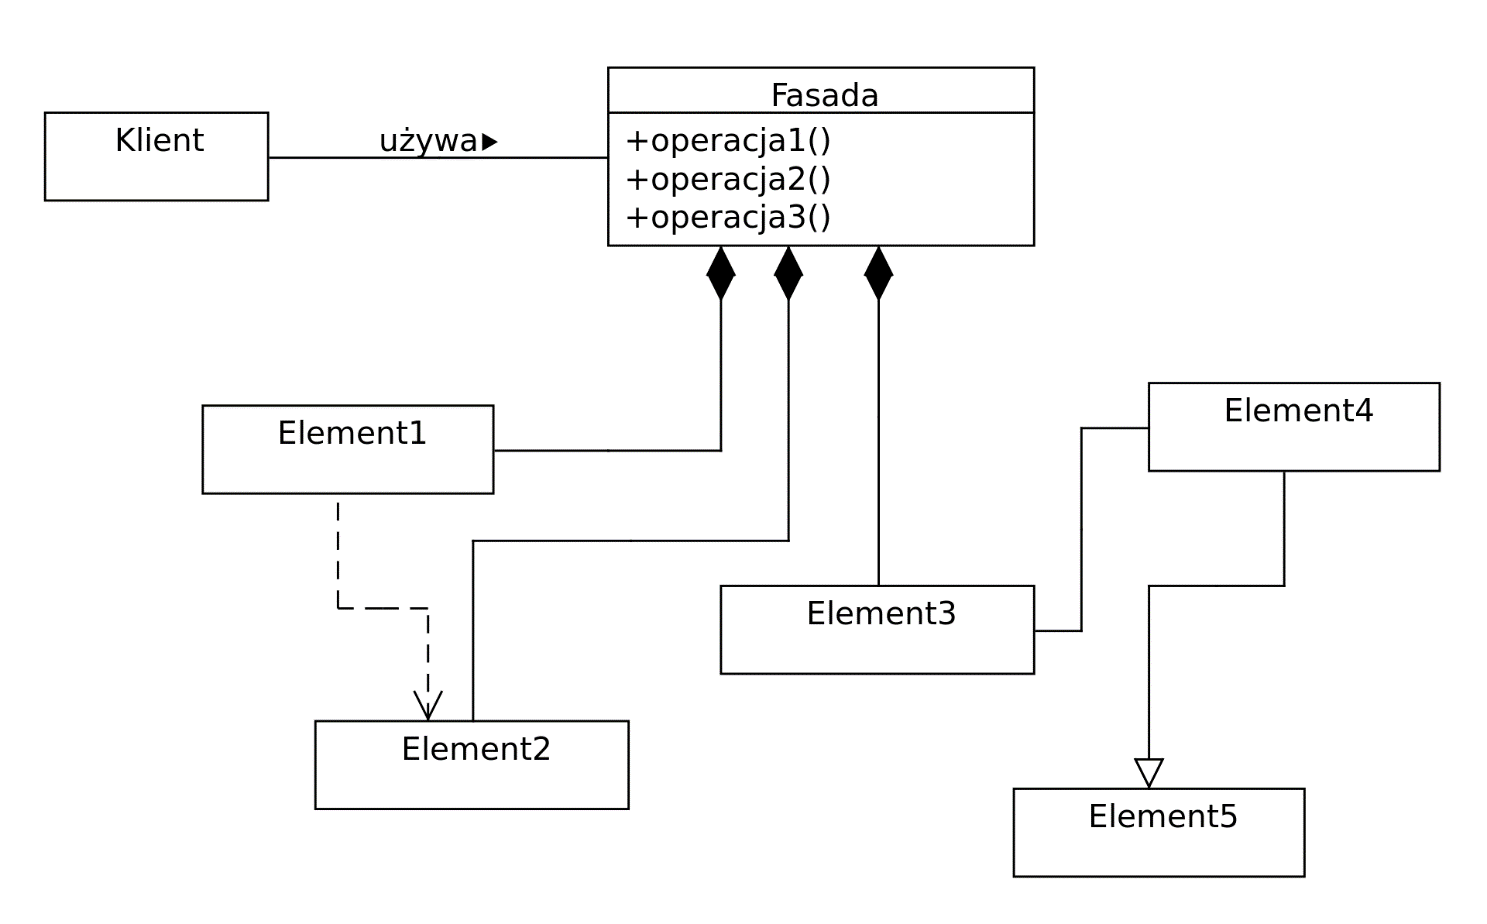 Fasada
Klient
używa▶
+operacja1()
+operacja2()
+operacja3()
Element4
Element1
Element3
Element2
Element5